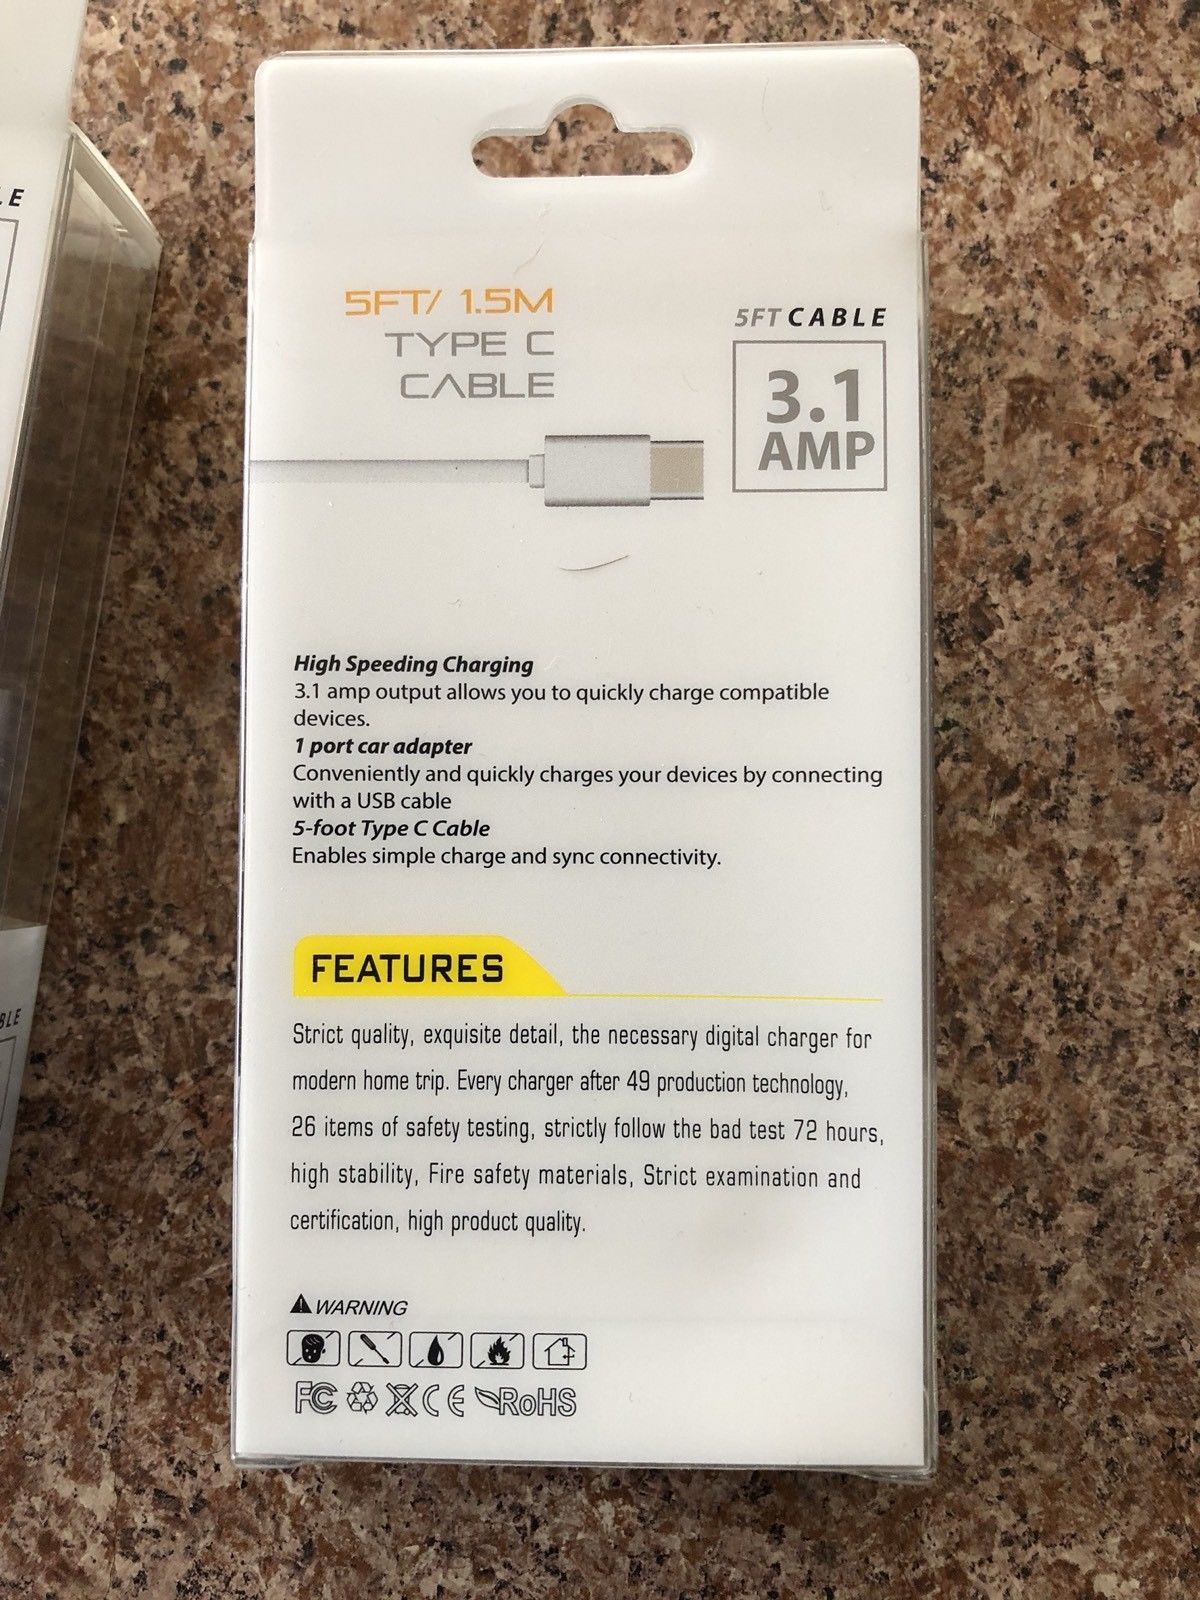 LE
5FT/ 1.5M
TYPE C
CABLE
5FT CABLE
3.1
AMP
High Speeding Charging
3.1 amp output allows you to quickly charge compatible
devices.
1 port car adapter
Conveniently and quickly charges your devices by connecting
with a USB cable
5-foot Type C Cable
Enables simple charge and sync connectivity.
FEATURES
Strict quality, exquisite detail, the necessary digital charger for
modern home trip. Every charger after 49 production technology,
26 items of safety testing, strictly follow the bad test 72 hours,
high stability, Fire safety materials, Strict examination and
certification, high product quality.
WARNING
FC CE RoHS
BLE